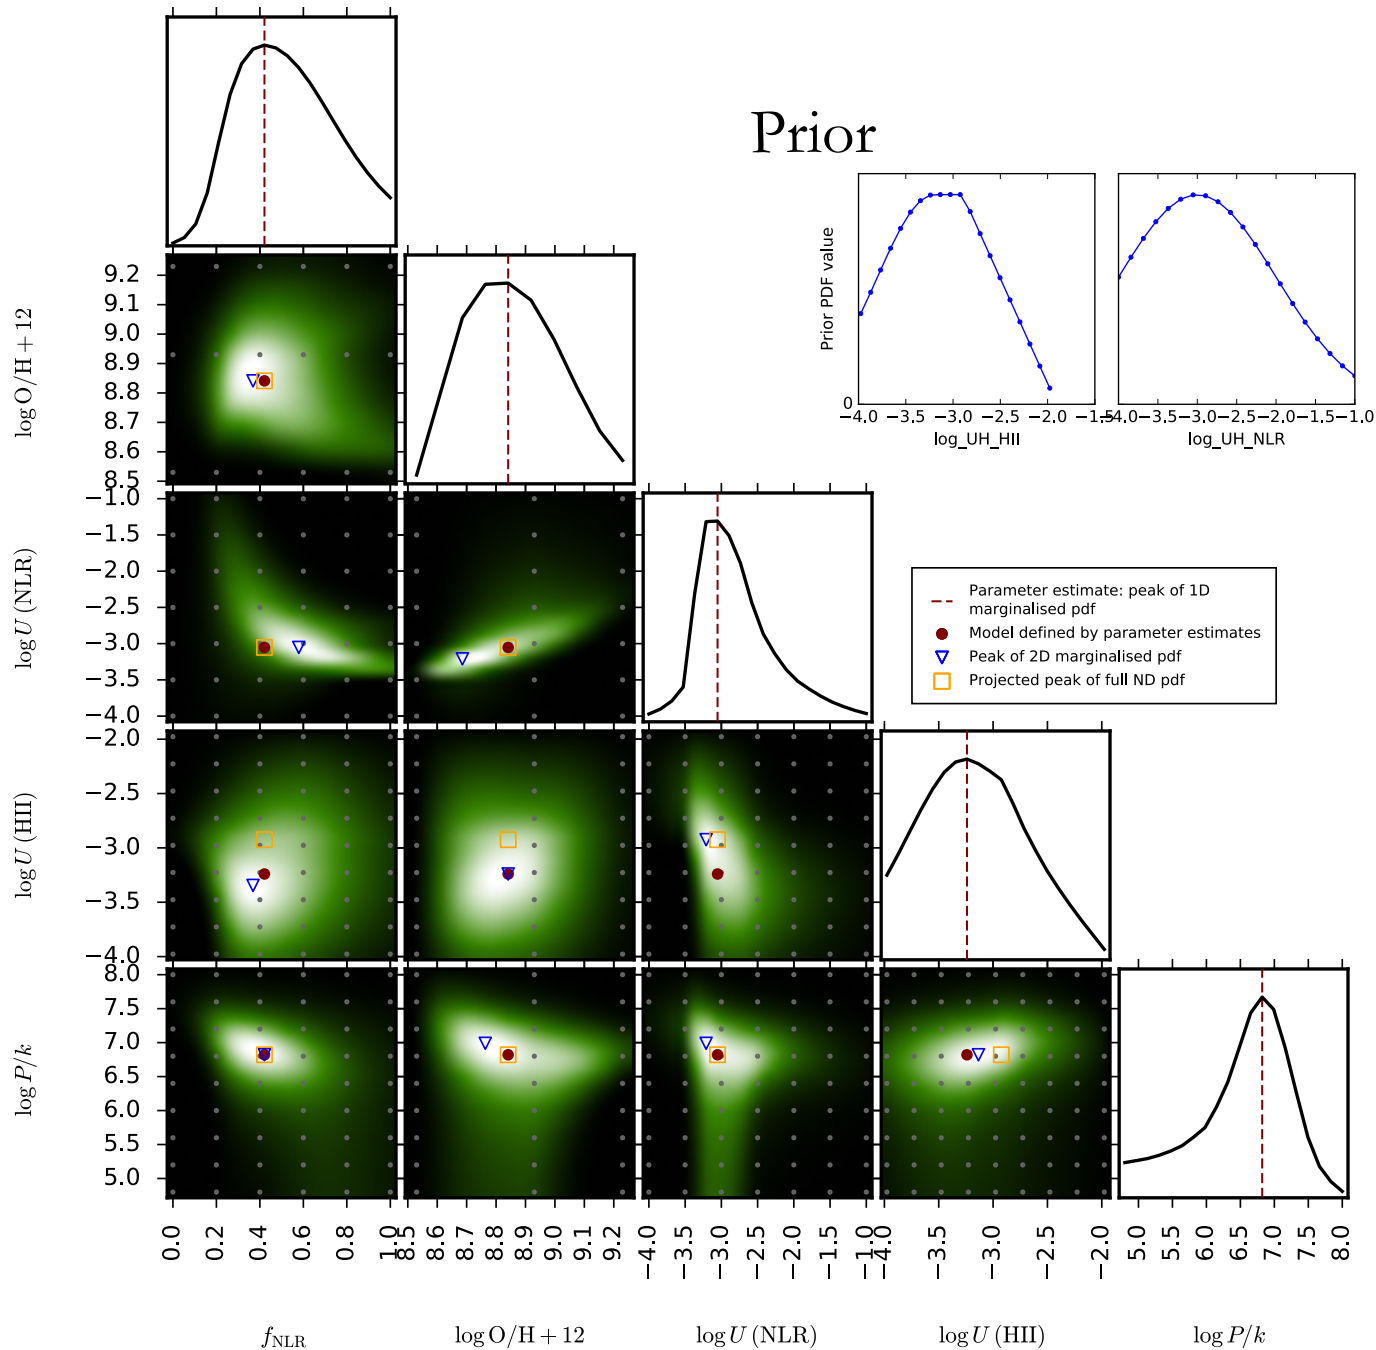 Prior
Prior PDF value
0
−4.0 −3.5 −3.0 −2.5 −2.0 −1.5
log_UH_HII
−4.0 −3.5 −3.0 −2.5 −2.0 −1.5 −1.0
log_UH_NLR
log O/H + 12
9.2
9.1
9.0
8.9
8.8
8.7
8.6
8.5
log U (NLR)
−1.0
−1.5
−2.0
−2.5
−3.0
−3.5
−4.0
Parameter estimate: peak of 1D
marginalised pdf
Model defined by parameter estimates
Peak of 2D marginalised pdf
Projected peak of full ND pdf
log U (HII)
−2.0
−2.5
−3.0
−3.5
−4.0
log P/k
8.0
7.5
7.0
6.5
6.0
5.5
5.0
0.0 0.2 0.4 0.6 0.8 1.0
8.5 8.6 8.7 8.8 8.9 9.0 9.1 9.2
−4.0 −3.5 −3.0 −2.5 −2.0 −1.5 −1.0
−4.0 −3.5 −3.0 −2.5 −2.0
5.0 5.5 6.0 6.5 7.0 7.5 8.0
f_NLR
log O/H + 12
log U (NLR)
log U (HII)
log P/k